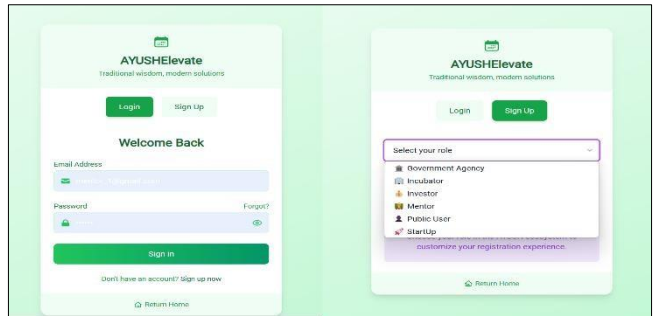 AYUSHElevate
Traditional wisdom, modern solutions
Login Sign Up
Welcome Back
Email Address
Password Forgot?
Sign in
Don't have an account? Sign up now
Return Home
AYUSHElevate
Traditional wisdom, modern solutions
Login Sign Up
Select your role
Government Agency
Incubator
Investor
Mentor
Public User
StartUp
customize your registration experience.
Return Home